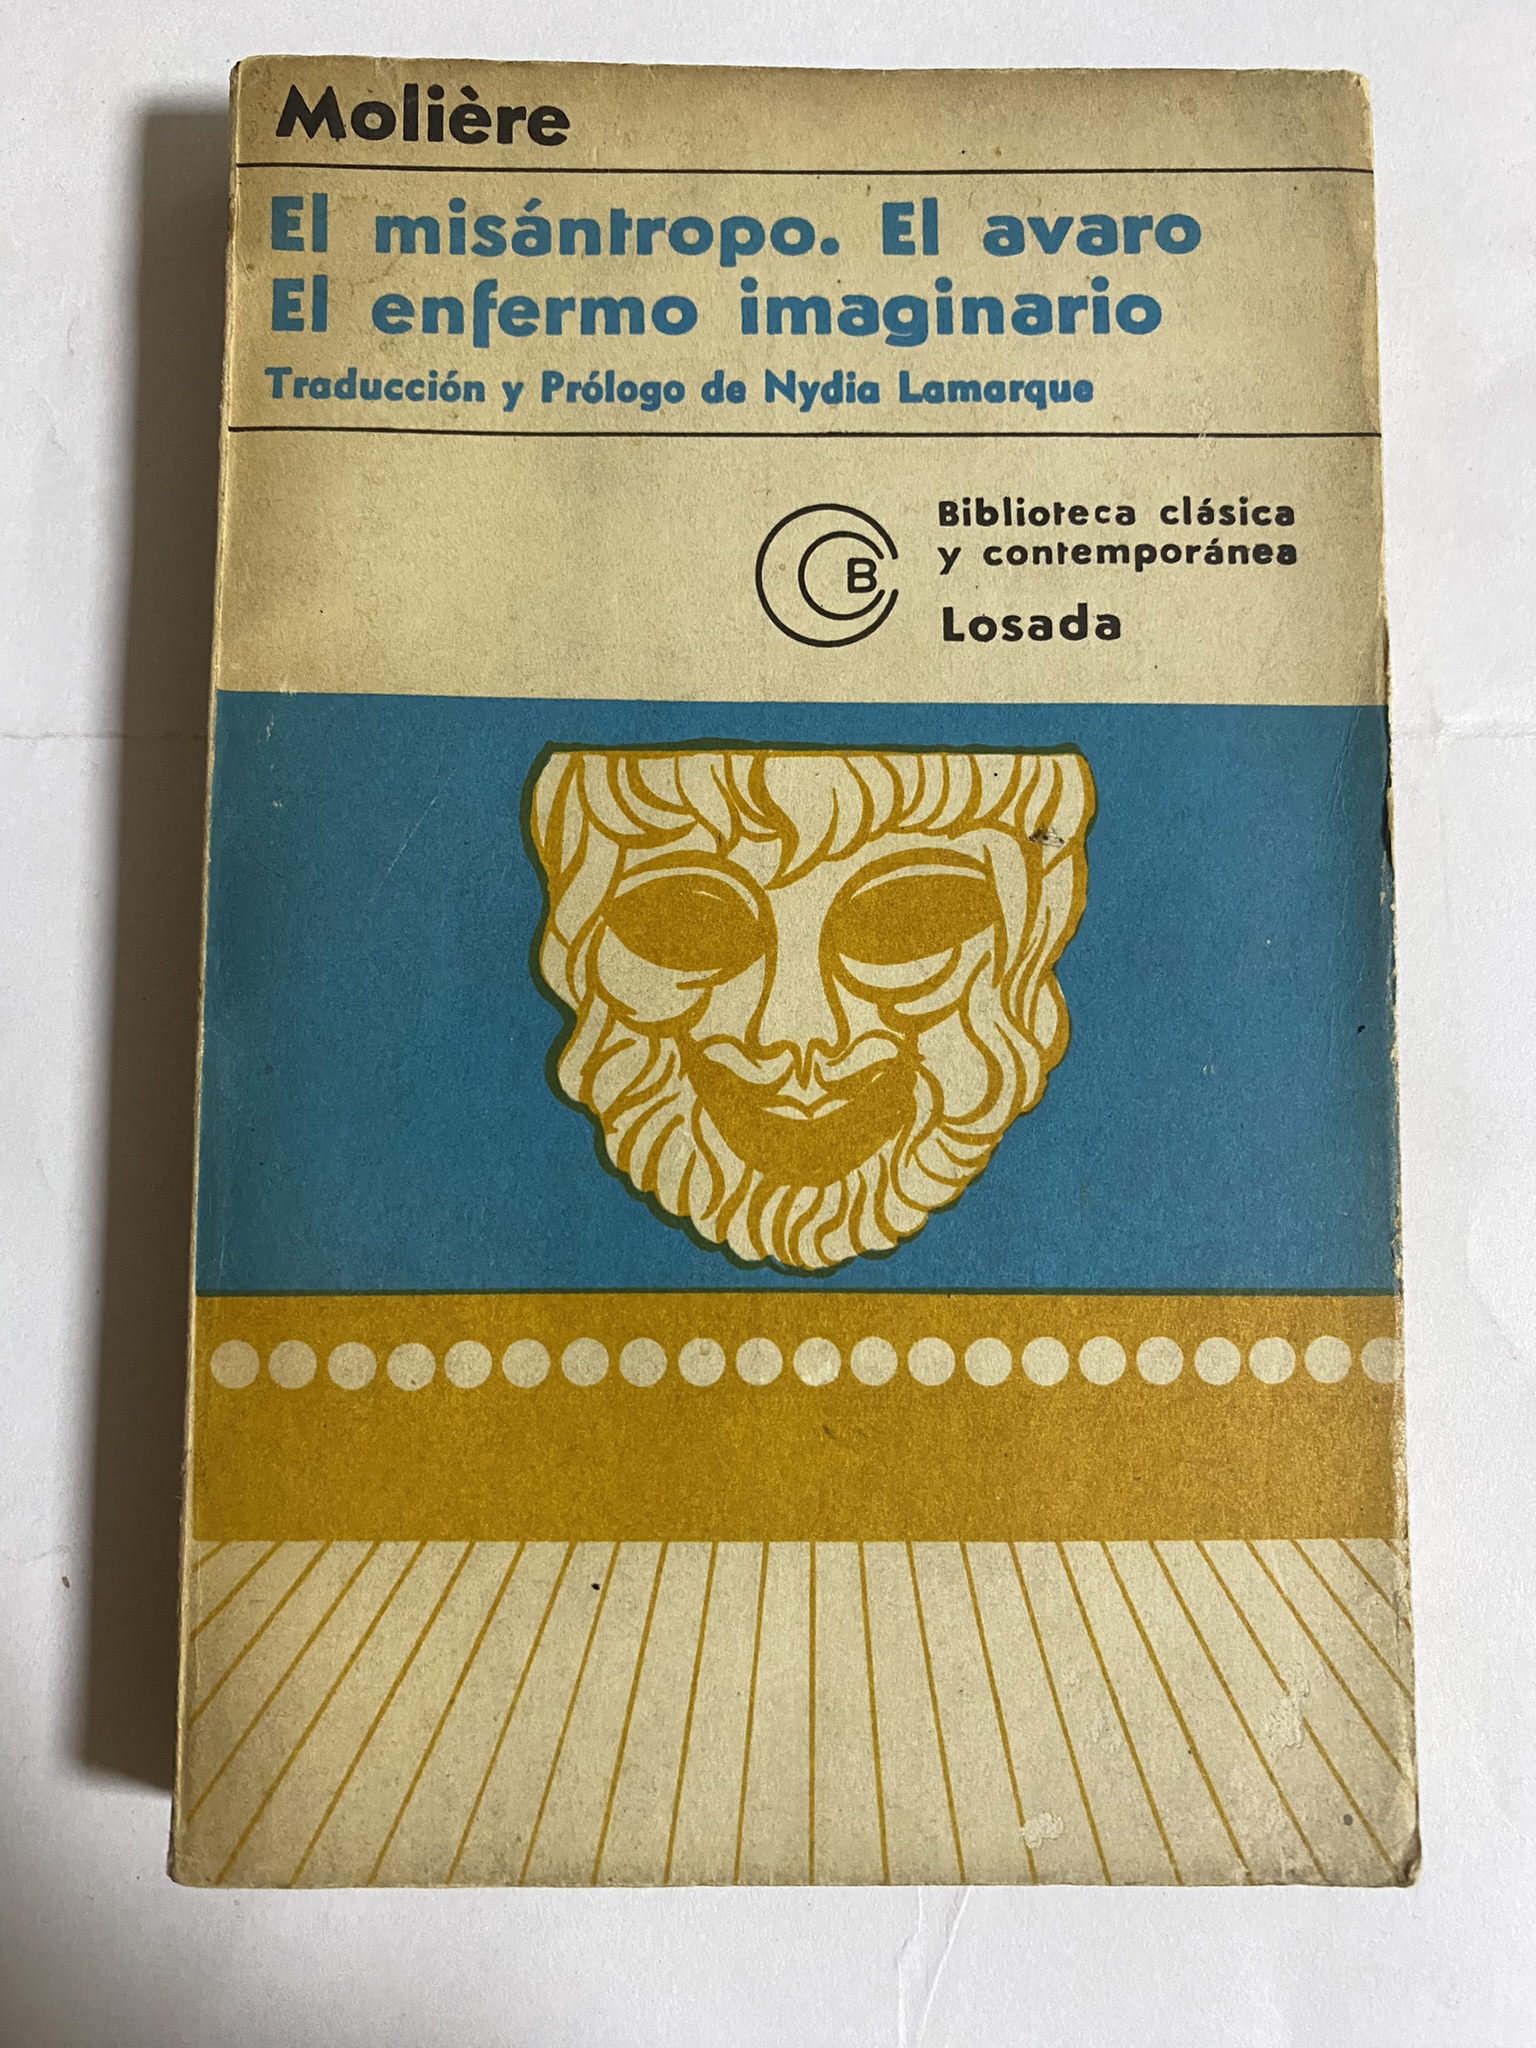 Molière
El misántropo. El avaro
El enfermo imaginario
Traducción y Prólogo de Nydia Lamarque
B
Biblioteca clásica
y contemporánea
Losada